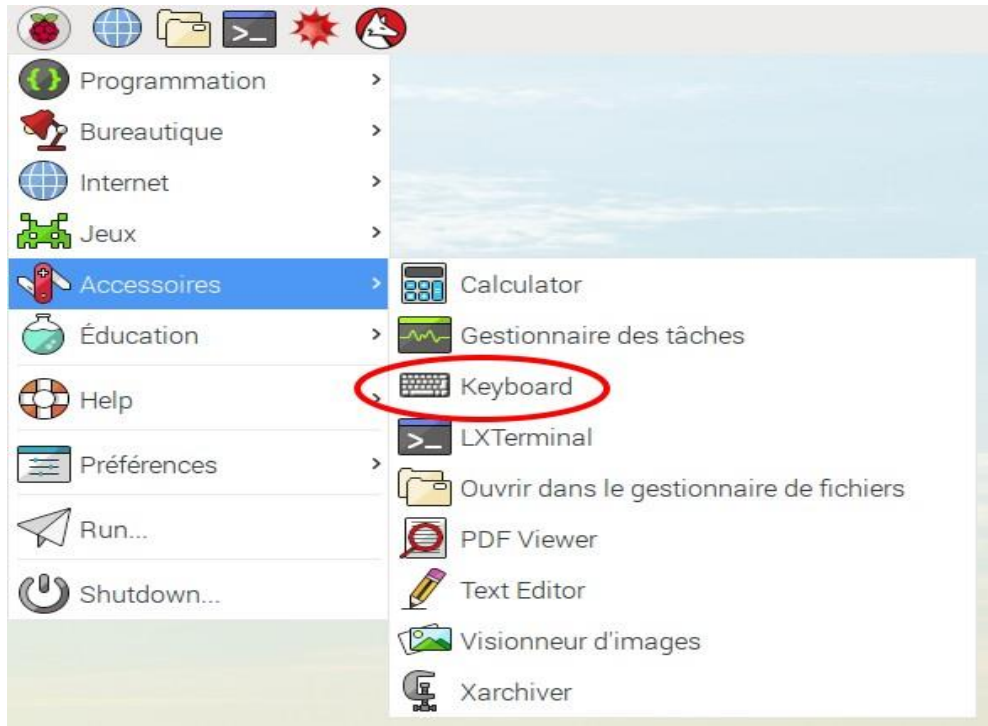 Programmation
Bureautique
Internet
Jeux
Accessoires
Éducation
Help
Préférences
Run...
Shutdown...
Calculator
Gestionnaire des tâches
Keyboard
LXTerminal
Ouvrir dans le gestionnaire de fichiers
PDF Viewer
Text Editor
Visionneur d'images
Xarchiver